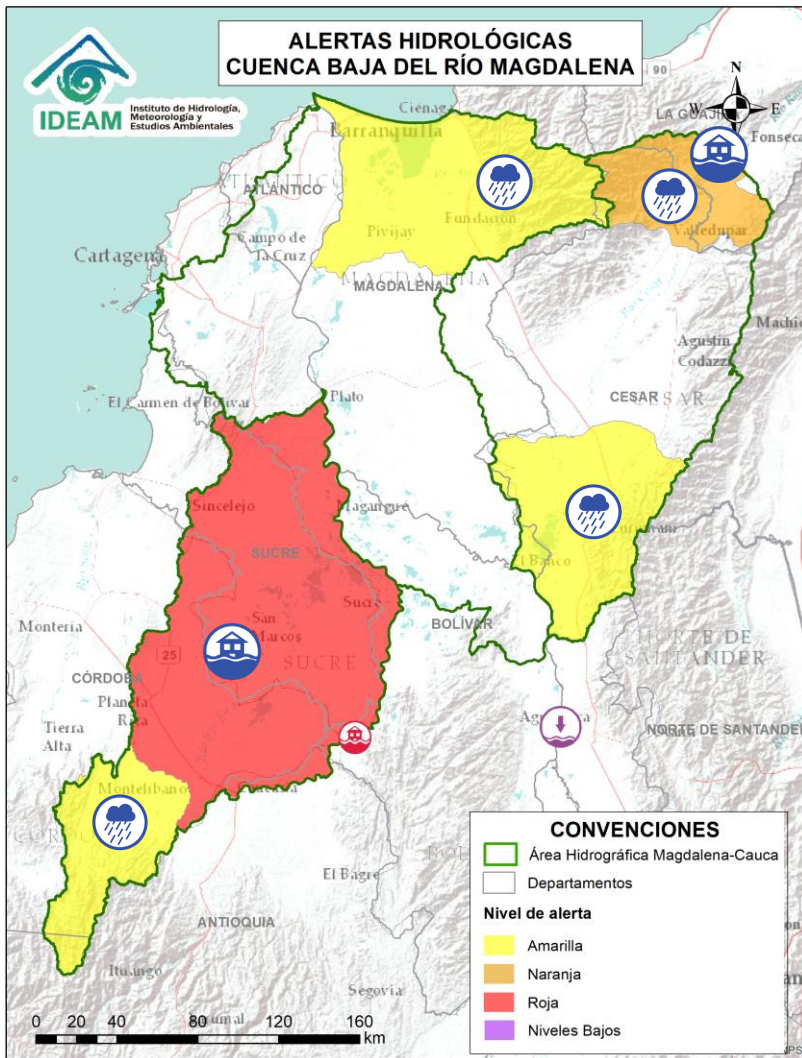 ALERTAS HIDROLÓGICAS
CUENCA BAJA DEL RÍO MAGDALENA
IDEAM
Instituto de Hidrología,
Meteorología y
Estudios Ambientales
90
N
W
E
Ciénaga
LA GUAJIRA
Fonseca
Barranquilla
ATLÁNTICO
Fundación
Pivijay
Valledupar
Campo de
la Cruz
Cartagena
MAGDALENA
MAGDALENA
Agustín
Codazzi
El Carmen de Bolívar
Plato
CESAR
CESAR
Sincelejo
Magangué
El Banco
SUCRE
Sucre
San
Marcos
BOLÍVAR
Montería
25
SUCRE
SANTANDER
CÓRDOBA
Planeta
Rica
Tierra
Alta
NORTE DE SANTANDER
Montelíbano
El Bagre
ANTIOQUIA
Ituango
Segovia
CONVENCIONES
Área Hidrográfica Magdalena-Cauca
Departamentos
Nivel de alerta
Amarilla
Naranja
Roja
Niveles Bajos
0 20 40 80 120 160
km